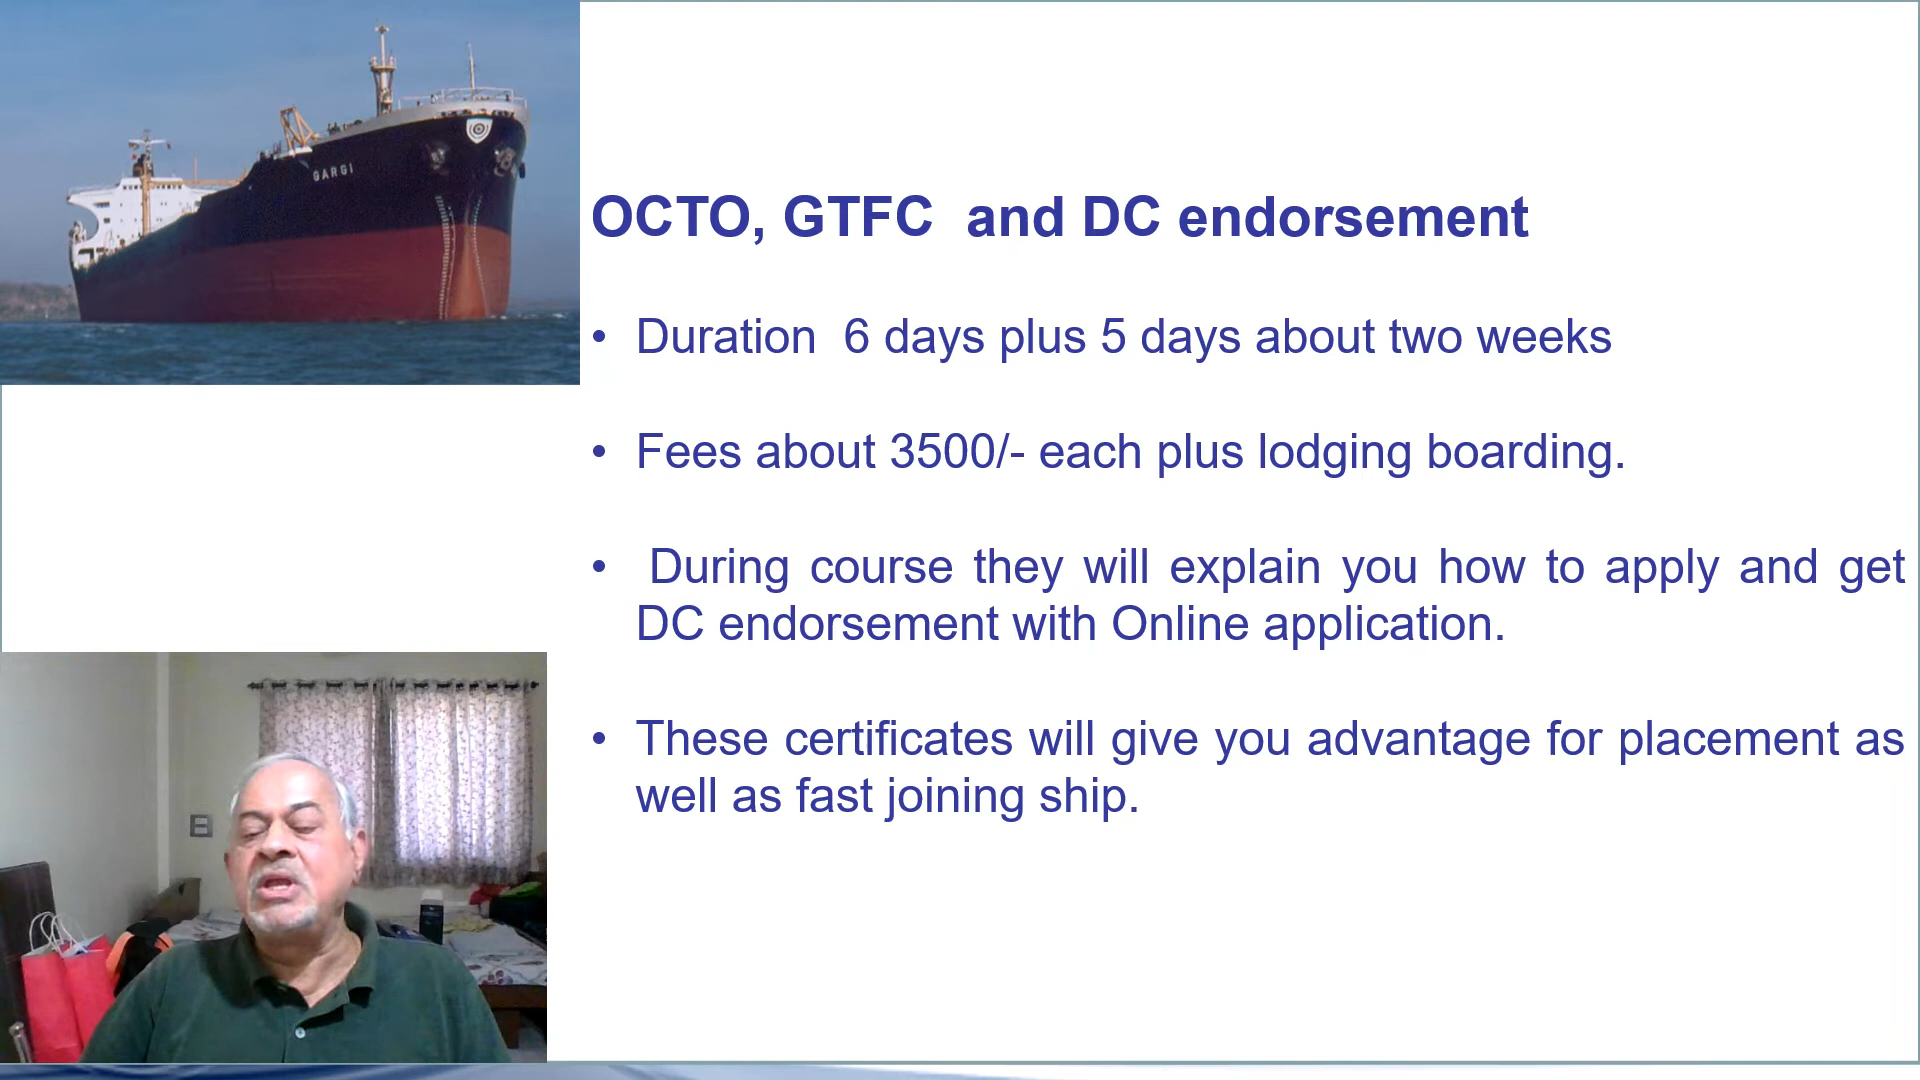 GARGI
OCTO, GTFC and DC endorsement
• Duration 6 days plus 5 days about two weeks
• Fees about 3500/- each plus lodging boarding.
• During course they will explain you how to apply and get
DC endorsement with Online application.
• These certificates will give you advantage for placement as
well as fast joining ship.